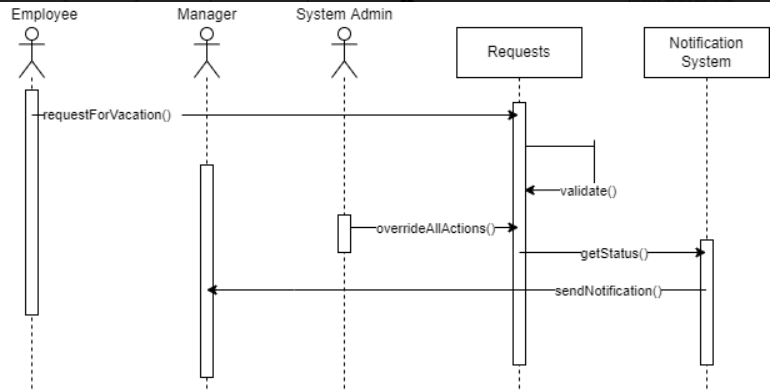 Employee
Manager
System Admin
Requests
Notification
System
requestForVacation()
validate()
overrideAllActions()
getStatus()
sendNotification()